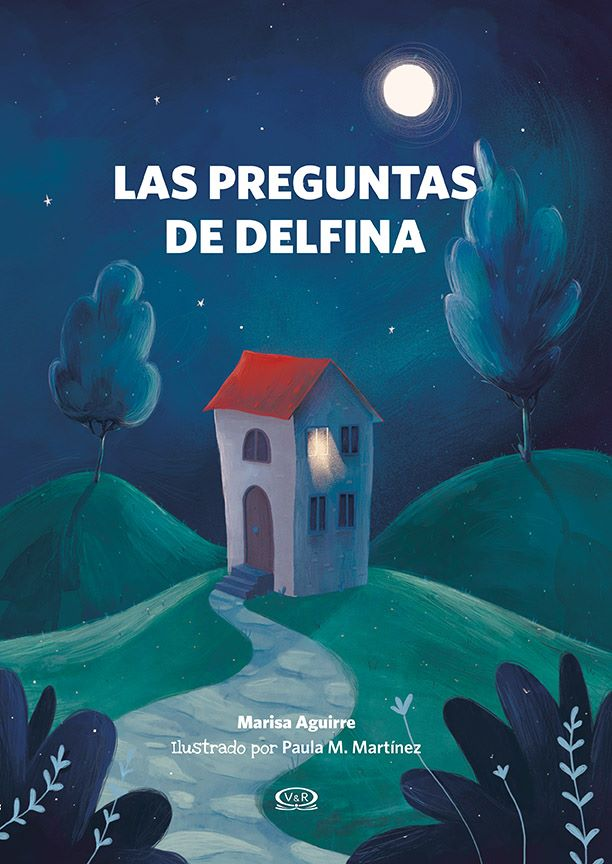 LAS PREGUNTAS
DE DELFINA
Marisa Aguirre
Ilustrado por Paula M. Martínez
V&R